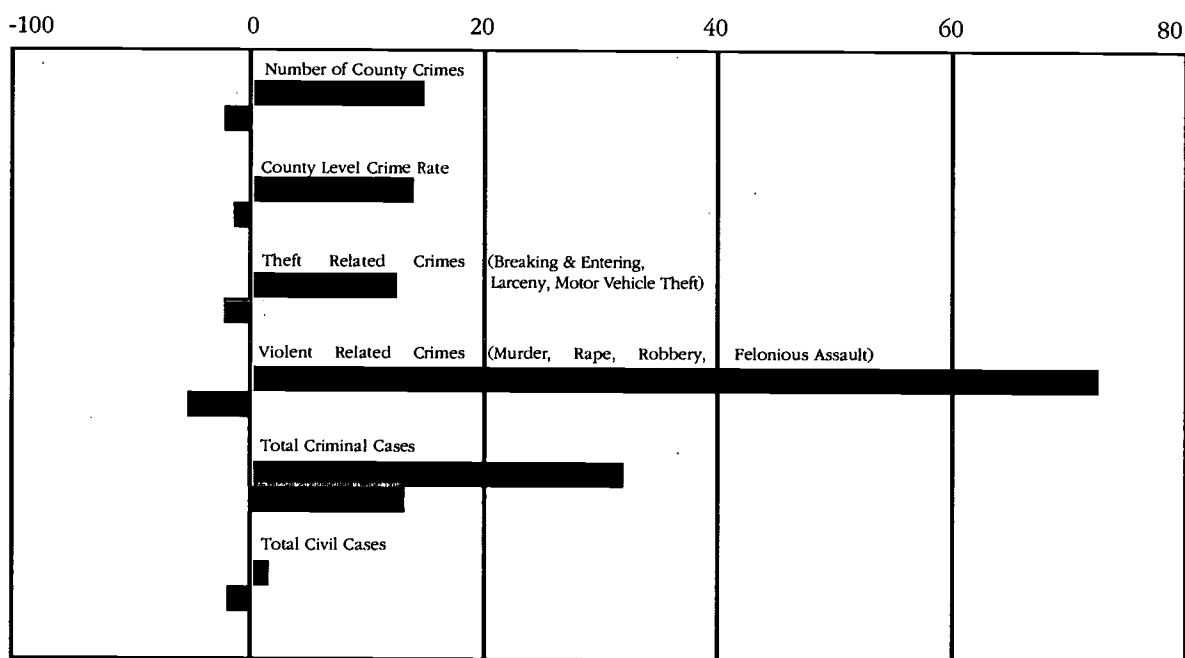 -100 0 20 40 60 80
Number of County Crimes
County Level Crime Rate
Theft Related Crimes (Breaking & Entering,
Larceny, Motor Vehicle Theft)
Violent Related Crimes (Murder, Rape, Robbery, Felonious Assault)
Total Criminal Cases
Total Civil Cases